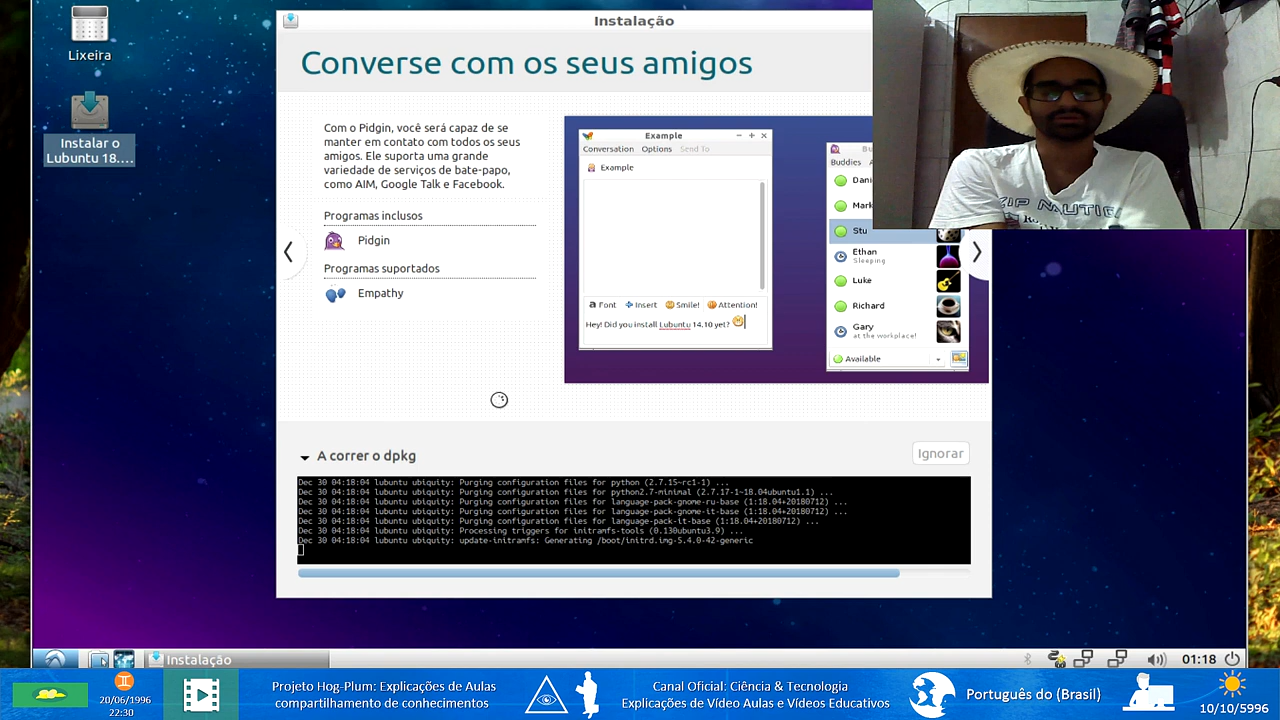 Lixeira
Instalar o
Lubuntu 18....
Instalação
Converse com os seus amigos
Com o Pidgin, você será capaz de se
manter em contato com todos os seus
amigos. Ele suporta uma grande
variedade de serviços de bate-papo,
como AIM, Google Talk e Facebook.
Programas inclusos
Pidgin
Programas suportados
Empathy
Example
Conversation Options Send To
Example
a Font Insert Smile! Attention!
Hey! Did you install Lubuntu 14.10 yet?
Bu
Buddies A
Dani
Mark
Stu
Ethan
Sleeping
Luke
Richard
Gary
at the workplace!
Available
ZIP NAUTIC
A correr o dpkg
Ignorar
Dec 30 04:18:04 lubuntu ubiquity: Purging configuration files for python (2.7.15~rc1-1) ...
Dec 30 04:18:04 lubuntu ubiquity: Purging configuration files for python2.7-minimal (2.7.17-1~18.04ubuntu1.1) ...
Dec 30 04:18:04 lubuntu ubiquity: Purging configuration files for language-pack-gnome-ru-base (1:18.04+20180712) ...
Dec 30 04:18:04 lubuntu ubiquity: Purging configuration files for language-pack-gnome-it-base (1:18.04+20180712) ...
Dec 30 04:18:04 lubuntu ubiquity: Purging configuration files for language-pack-it-base (1:18.04+20180712) ...
Dec 30 04:18:04 lubuntu ubiquity: Processing triggers for initramfs-tools (0.130ubuntu3.9) ...
Dec 30 04:18:04 lubuntu ubiquity: update-initramfs: Generating /boot/initrd.img-5.4.0-42-generic
Instalação
01:18
20/06/1996
22:30
Projeto Hog-Plum: Explicações de Aulas
compartilhamento de conhecimentos
Canal Oficial: Ciência & Tecnologia
Explicações de Vídeo Aulas e Vídeos Educativos
Português do (Brasil)
10/10/5996